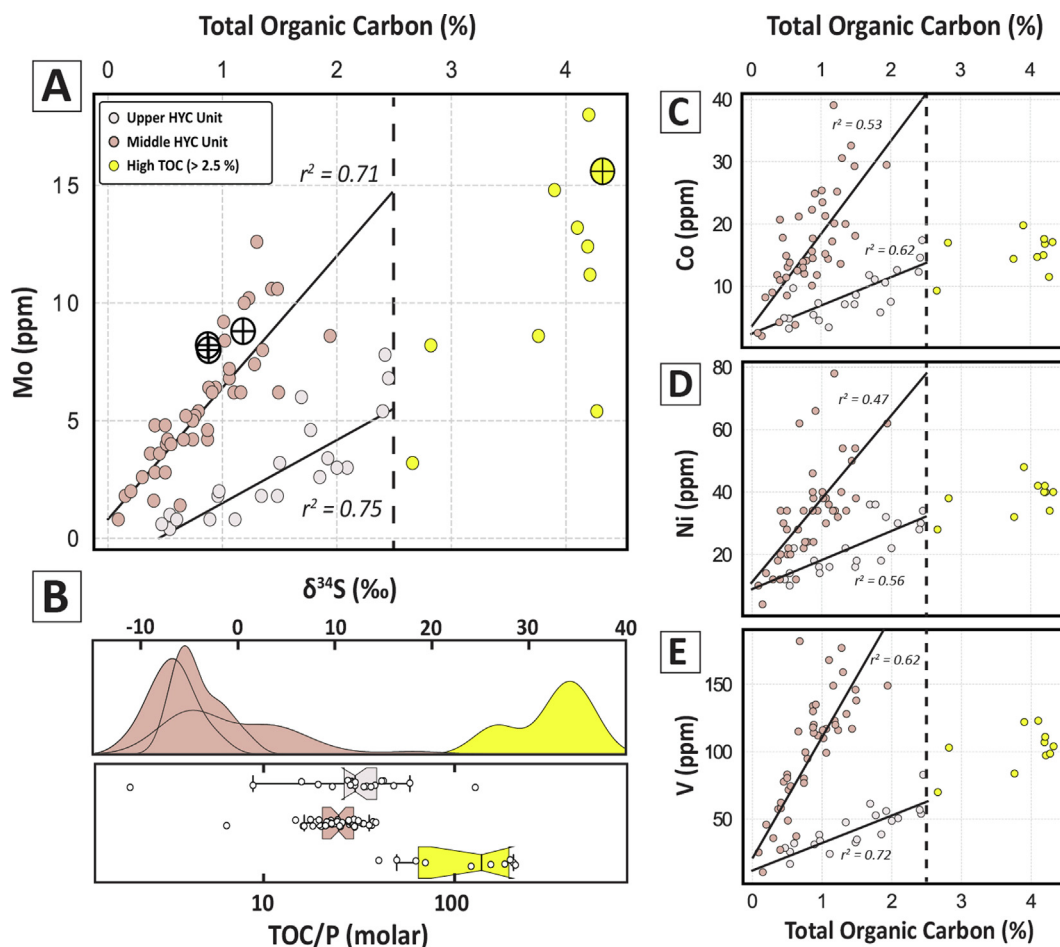 Total Organic Carbon (%)
0 1 2 3 4
A
Upper HYC Unit
Middle HYC Unit
High TOC (> 2.5 %)
r² = 0.71
r² = 0.75
15
10
5
0
Mo (ppm)
B
δ³⁴S (‰)
-10 0 10 20 30 40
10 100
TOC/P (molar)
Total Organic Carbon (%)
0 1 2 3 4
C
40
30
20
10
0
Co (ppm)
r² = 0.53
r² = 0.62
D
80
60
40
20
0
Ni (ppm)
r² = 0.47
r² = 0.56
E
150
100
50
V (ppm)
r² = 0.62
r² = 0.72
0 1 2 3 4
Total Organic Carbon (%)